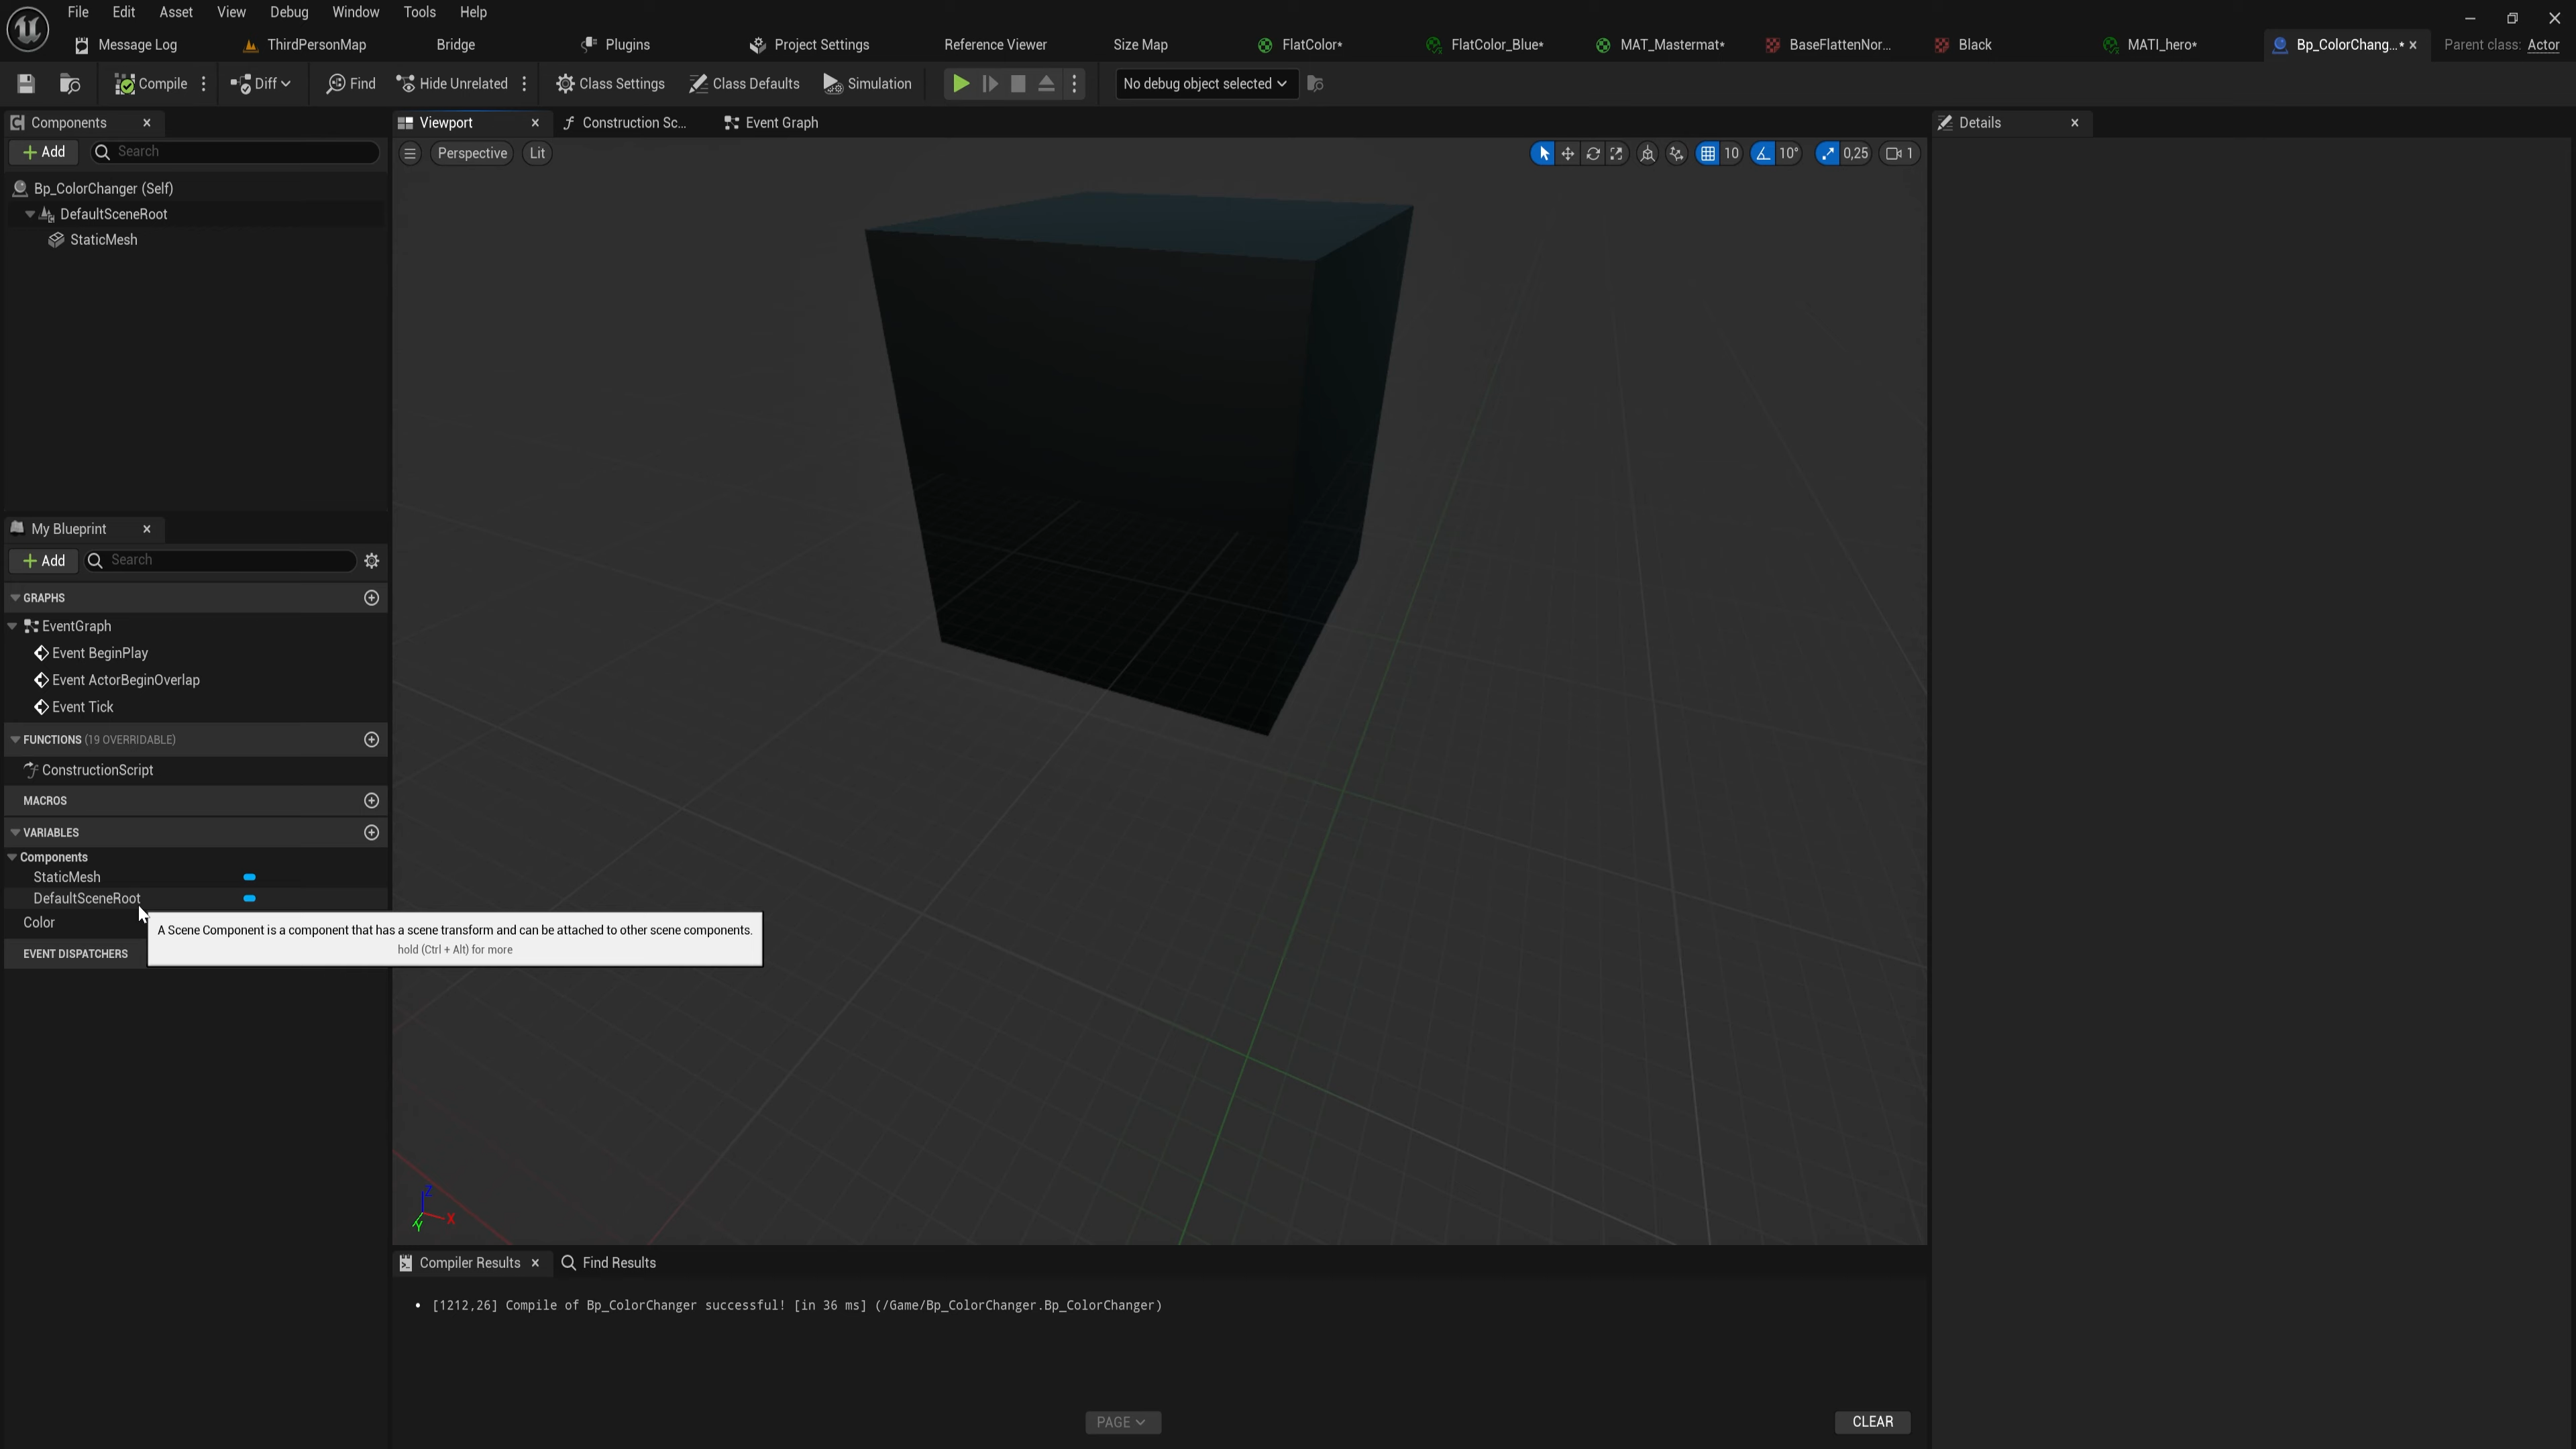 File Edit Asset View Debug Window Tools Help
Message Log ThirdPersonMap Bridge Plugins Project Settings Reference Viewer Size Map FlatColor* FlatColor_Blue* MAT_Mastermat* BaseFlattenNor... Black MATI_hero* Bp_ColorChang...* Parent class: Actor
Compile Diff Find Hide Unrelated Class Settings Class Defaults Simulation No debug object selected
Components Viewport Construction Sc... Event Graph Details
+ Add Search Perspective Lit 10 10° 0,25 1
Bp_ColorChanger (Self)
DefaultSceneRoot
StaticMesh
My Blueprint
+ Add Search
GRAPHS
EventGraph
Event BeginPlay
Event ActorBeginOverlap
Event Tick
FUNCTIONS (19 OVERRIDABLE)
ConstructionScript
MACROS
VARIABLES
Components
StaticMesh
DefaultSceneRoot
Color
A Scene Component is a component that has a scene transform and can be attached to other scene components.
hold (Ctrl + Alt) for more
EVENT DISPATCHERS
Z
X
Y
Compiler Results Find Results
• [1212,26] Compile of Bp_ColorChanger successful! [in 36 ms] (/Game/Bp_ColorChanger.Bp_ColorChanger)
PAGE CLEAR